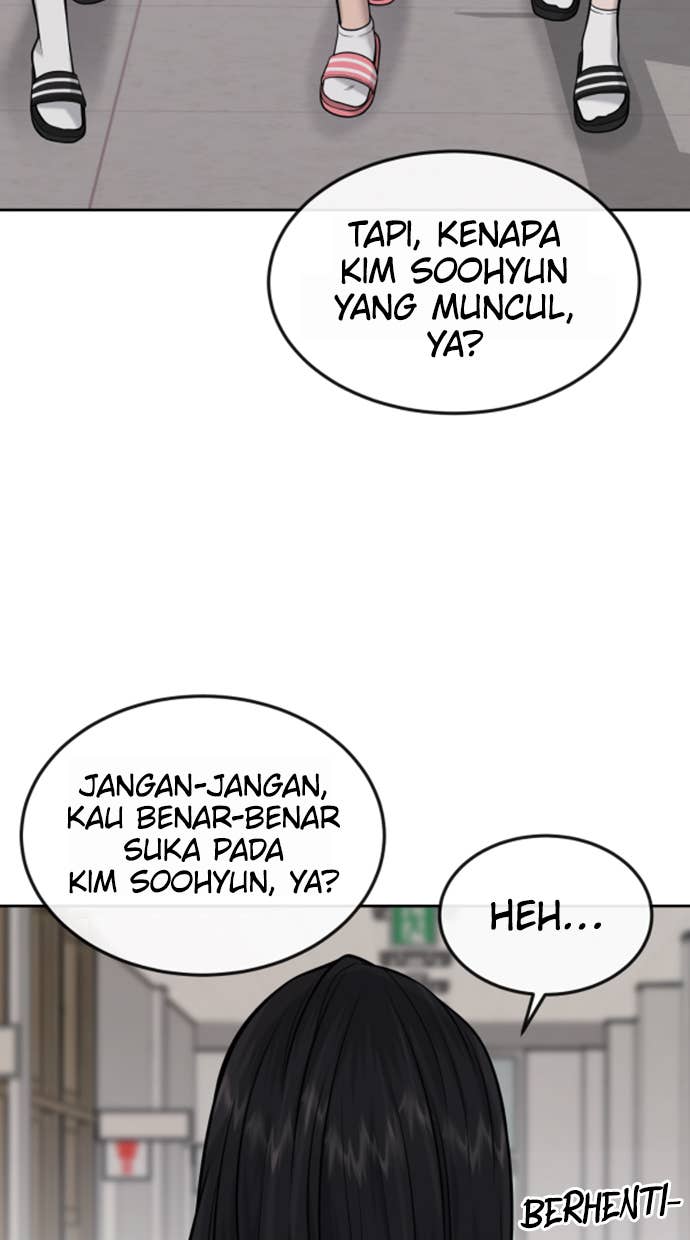 TAPI, KENAPA
KIM SOOHYUN
YANG MUNCUL,
YA?
JANGAN-JANGAN,
KAU BENAR-BENAR
SUKA PADA
KIM SOOHYUN, YA?
HEH...
BERHENTI-